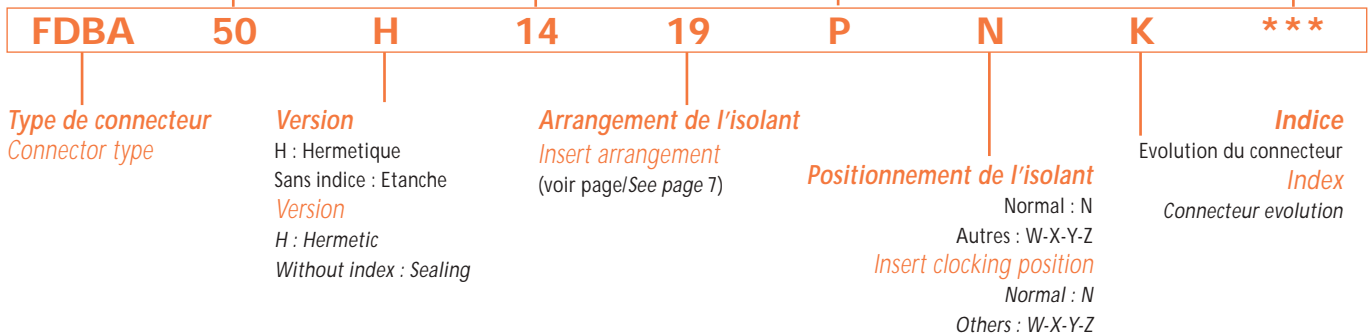 FDBA 50 H 14 19 P N K ***
Type de connecteur
Connector type
Version
H : Hermetique
Sans indice : Etanche
Version
H : Hermetic
Without index : Sealing
Arrangement de l'isolant
Insert arrangement
(voir page/See page 7)
Positionnement de l'isolant
Normal : N
Autres : W-X-Y-Z
Insert clocking position
Normal : N
Others : W-X-Y-Z
Indice
Evolution du connecteur
Index
Connecteur evolution